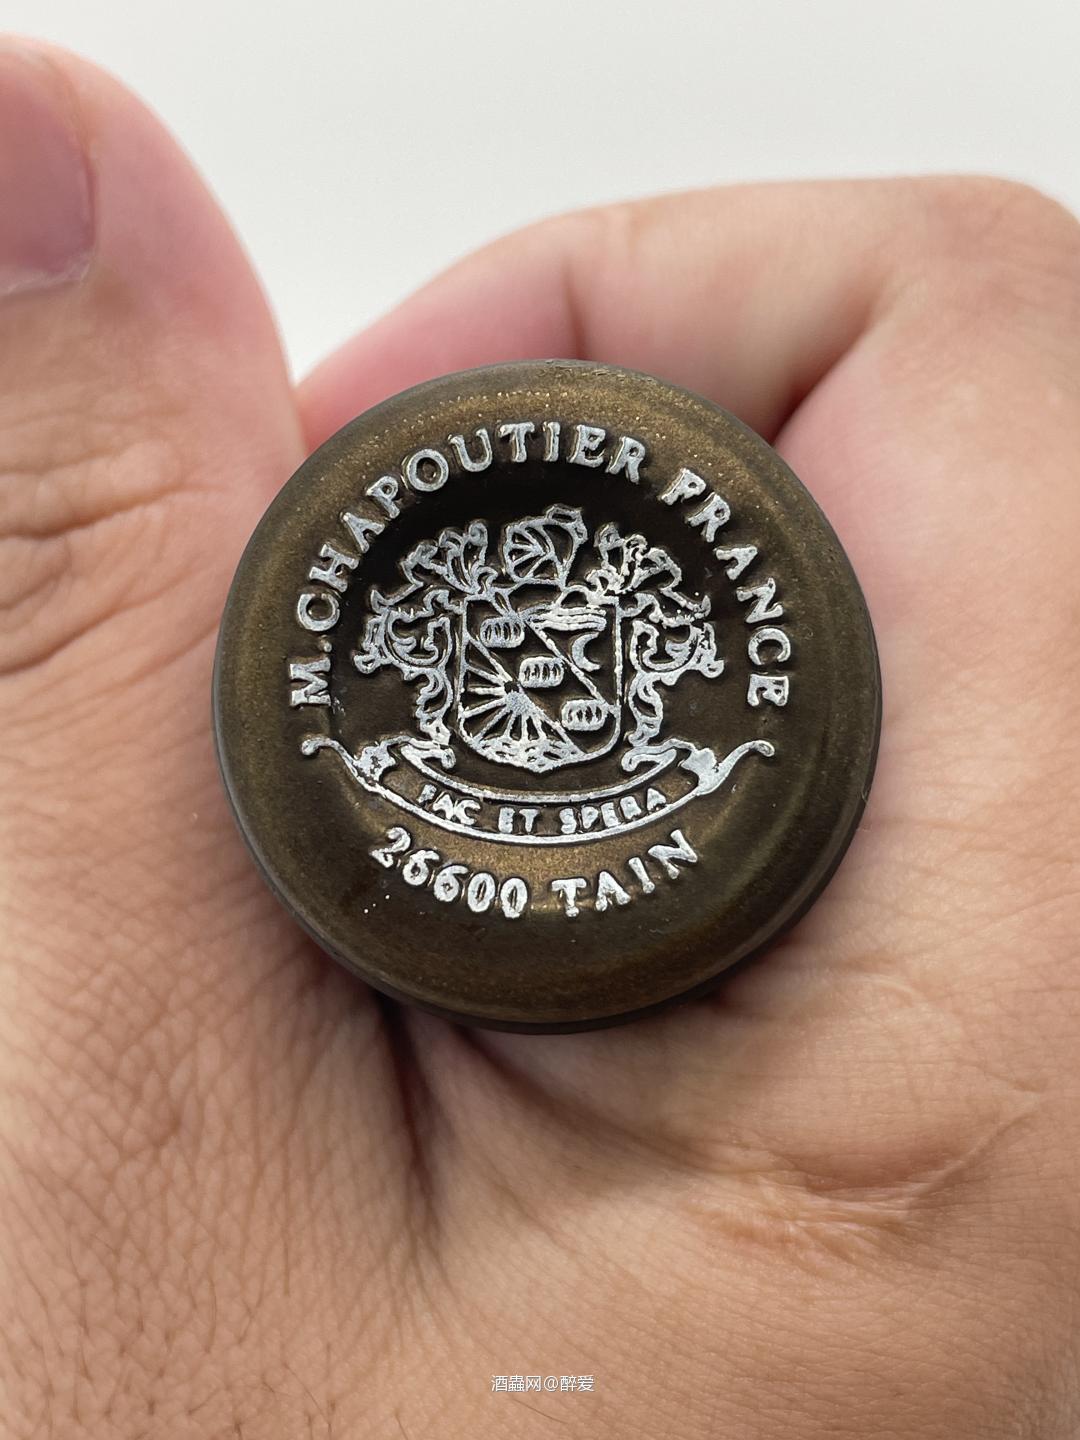 M.CHAPOUTIER FRANCE
FAC ET SPERA
26600 TAIN
酒蟲网@醉爱